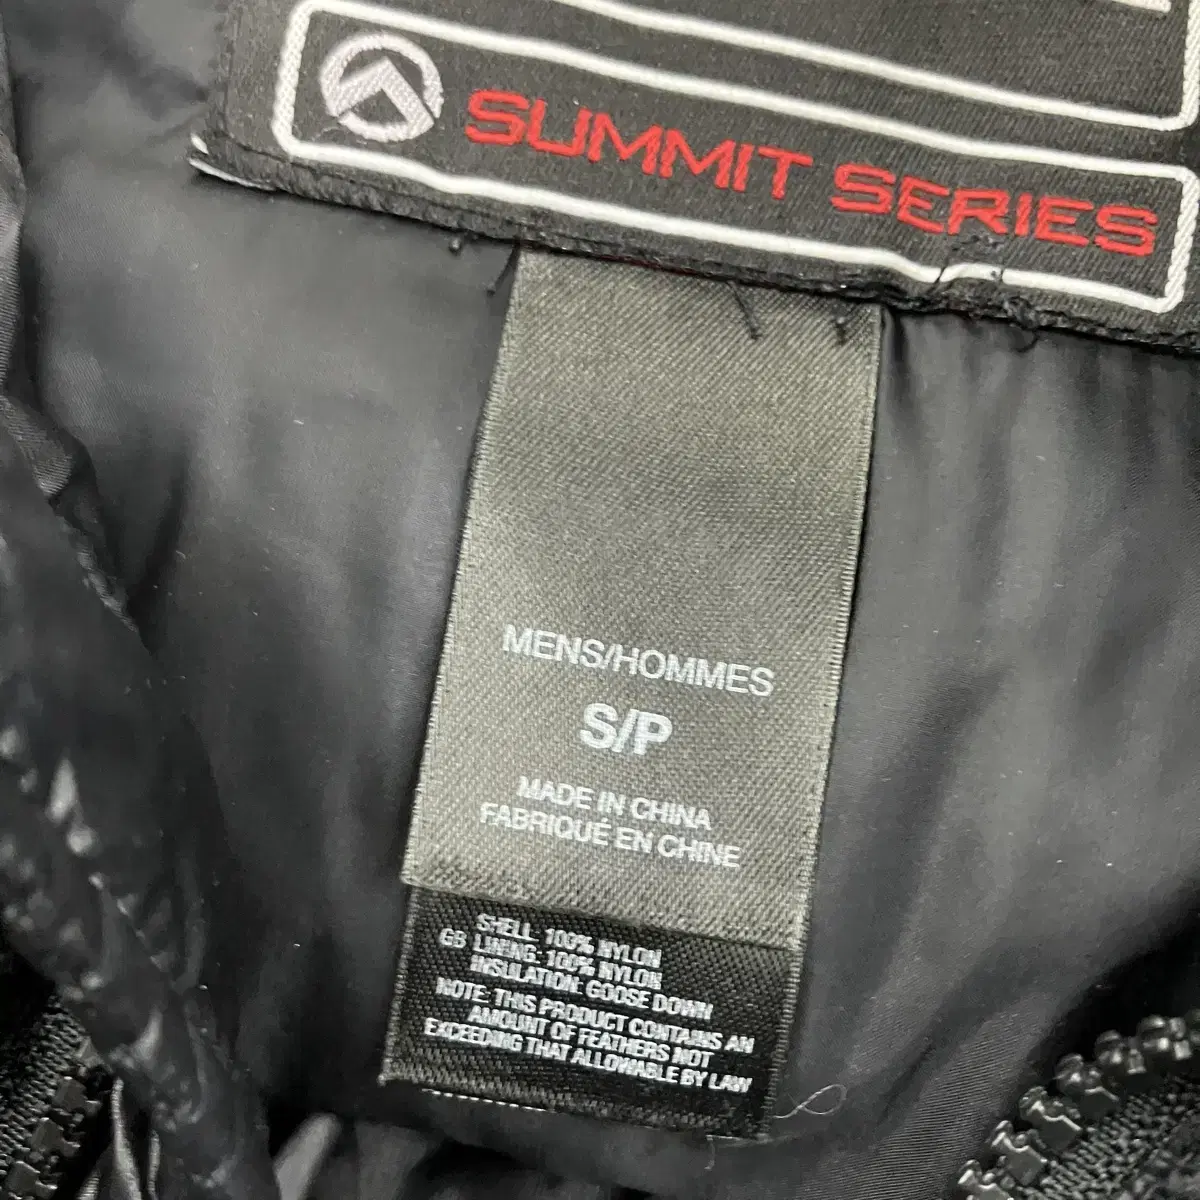 SUMMIT SERIES
MENS/HOMMES
S/P
MADE IN CHINA
FABRIQUÉ EN CHINE
SHELL: 100% NYLON
GB LINING: 100% NYLON
INSULATION: GOOSE DOWN
NOTE: THIS PRODUCT CONTAINS AN
AMOUNT OF FEATHERS NOT
EXCEEDING THAT ALLOWABLE BY LAW